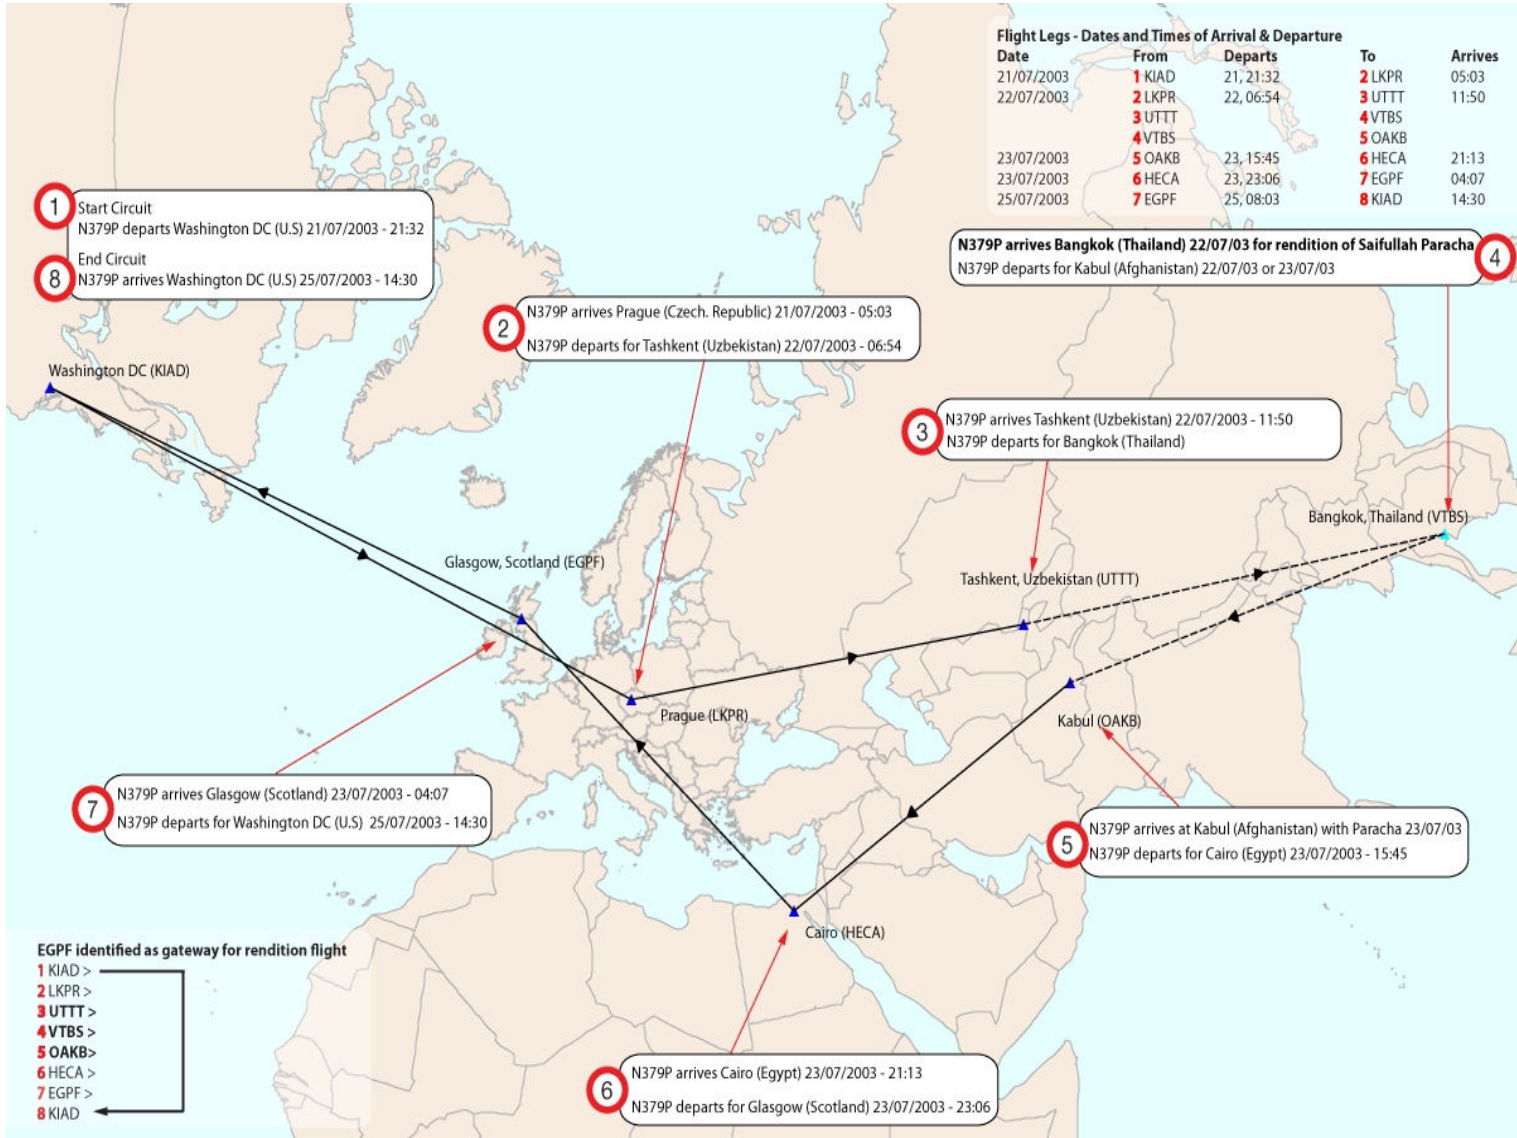 Flight Legs - Dates and Times of Arrival & Departure
Date From Departs To Arrives
21/07/2003 1 KIAD 21, 21:32 2 LKPR 05:03
22/07/2003 2 LKPR 22, 06:54 3 UTTT 11:50
3 UTTT 4 VTBS
4 VTBS 5 OAKB
23/07/2003 5 OAKB 23, 15:45 6 HECA 21:13
23/07/2003 6 HECA 23, 23:06 7 EGPF 04:07
25/07/2003 7 EGPF 25, 08:03 8 KIAD 14:30
1
Start Circuit
N379P departs Washington DC (U.S) 21/07/2003 - 21:32
End Circuit
8
N379P arrives Washington DC (U.S) 25/07/2003 - 14:30
N379P arrives Bangkok (Thailand) 22/07/03 for rendition of Saifullah Paracha
4
N379P departs for Kabul (Afghanistan) 22/07/03 or 23/07/03
2
N379P arrives Prague (Czech. Republic) 21/07/2003 - 05:03
N379P departs for Tashkent (Uzbekistan) 22/07/2003 - 06:54
Washington DC (KIAD)
3
N379P arrives Tashkent (Uzbekistan) 22/07/2003 - 11:50
N379P departs for Bangkok (Thailand)
Bangkok, Thailand (VTBS)
Glasgow, Scotland (EGPF)
Tashkent, Uzbekistan (UTTT)
Prague (LKPR)
Kabul (OAKB)
7
N379P arrives Glasgow (Scotland) 23/07/2003 - 04:07
N379P departs for Washington DC (U.S) 25/07/2003 - 14:30
5
N379P arrives at Kabul (Afghanistan) with Paracha 23/07/03
N379P departs for Cairo (Egypt) 23/07/2003 - 15:45
Cairo (HECA)
EGPF identified as gateway for rendition flight
1 KIAD >
2 LKPR >
3 UTTT >
4 VTBS >
5 OAKB>
6 HECA >
7 EGPF >
8 KIAD
6
N379P arrives Cairo (Egypt) 23/07/2003 - 21:13
N379P departs for Glasgow (Scotland) 23/07/2003 - 23:06